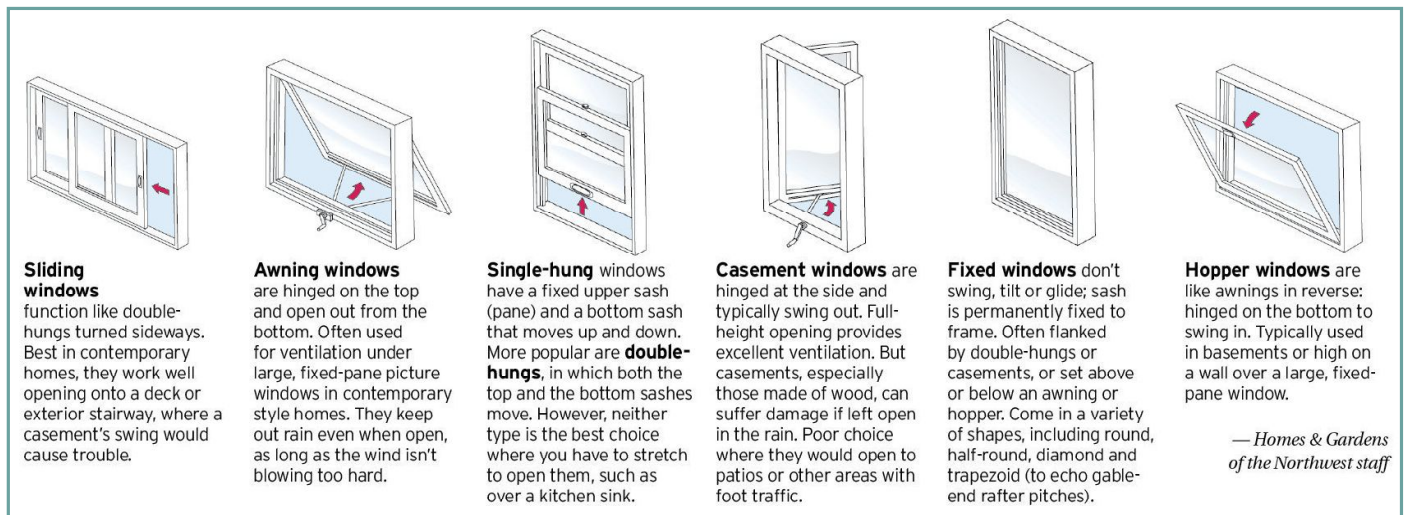 Sliding
windows
function like double-
hungs turned sideways.
Best in contemporary
homes, they work well
opening onto a deck or
exterior stairway, where a
casement's swing would
cause trouble.
Awning windows
are hinged on the top
and open out from the
bottom. Often used
for ventilation under
large, fixed-pane picture
windows in contemporary
style homes. They keep
out rain even when open,
as long as the wind isn't
blowing too hard.
Single-hung windows
have a fixed upper sash
(pane) and a bottom sash
that moves up and down.
More popular are double-
hungs, in which both the
top and the bottom sashes
move. However, neither
type is the best choice
where you have to stretch
to open them, such as
over a kitchen sink.
Casement windows are
hinged at the side and
typically swing out. Full-
height opening provides
excellent ventilation. But
casements, especially
those made of wood, can
suffer damage if left open
in the rain. Poor choice
where they would open to
patios or other areas with
foot traffic.
Fixed windows don't
swing, tilt or glide; sash
is permanently fixed to
frame. Often flanked
by double-hungs or
casements, or set above
or below an awning or
hopper. Come in a variety
of shapes, including round,
half-round, diamond and
trapezoid (to echo gable-
end rafter pitches).
Hopper windows are
like awnings in reverse:
hinged on the bottom to
swing in. Typically used
in basements or high on
a wall over a large, fixed-
pane window.
— Homes & Gardens
of the Northwest staff